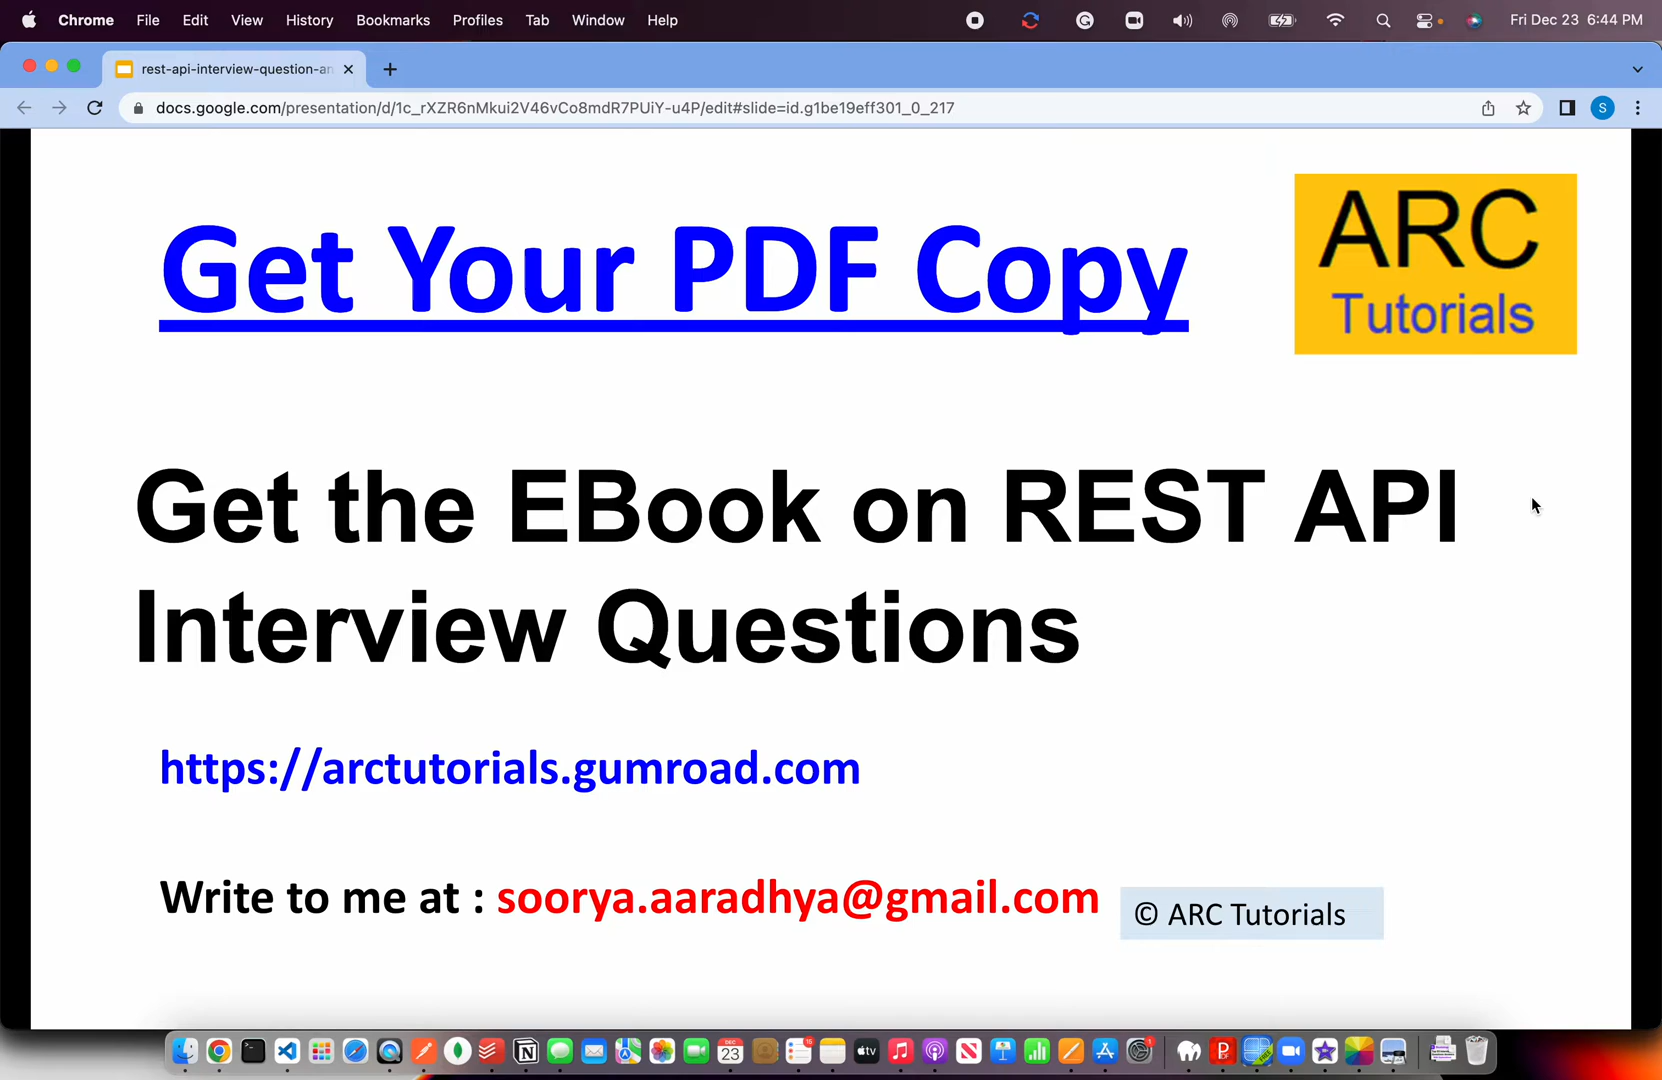 Chrome File Edit View History Bookmarks Profiles Tab Window Help Fri Dec 23 6:44 PM
rest-api-interview-question-an
docs.google.com/presentation/d/1c_rXZR6nMkui2V46vCo8mdR7PUiY-u4P/edit#slide=id.g1be19eff301_0_217
S
Get Your PDF Copy
ARC
Tutorials
Get the EBook on REST API
Interview Questions
https://arctutorials.gumroad.com
Write to me at : soorya.aaradhya@gmail.com
© ARC Tutorials
DEC
23
tv